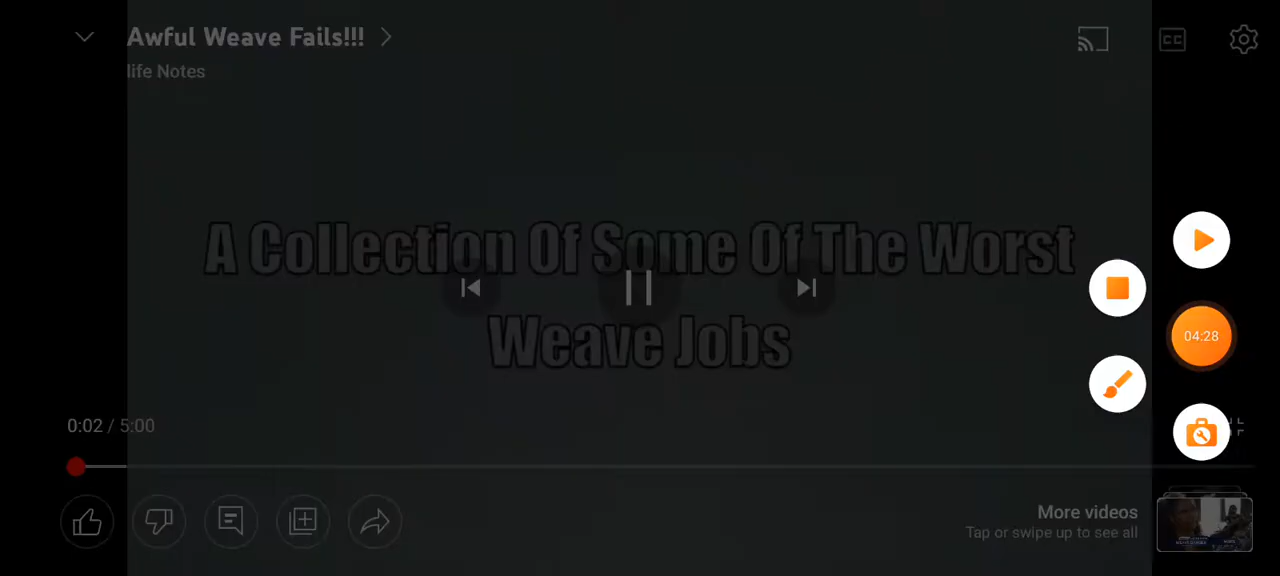 Awful Weave Fails!!!
life Notes
CC
A Collection Of Some Of The Worst
Weave Jobs
04:28
0:02 / 5:00
More videos
Tap or swipe up to see all